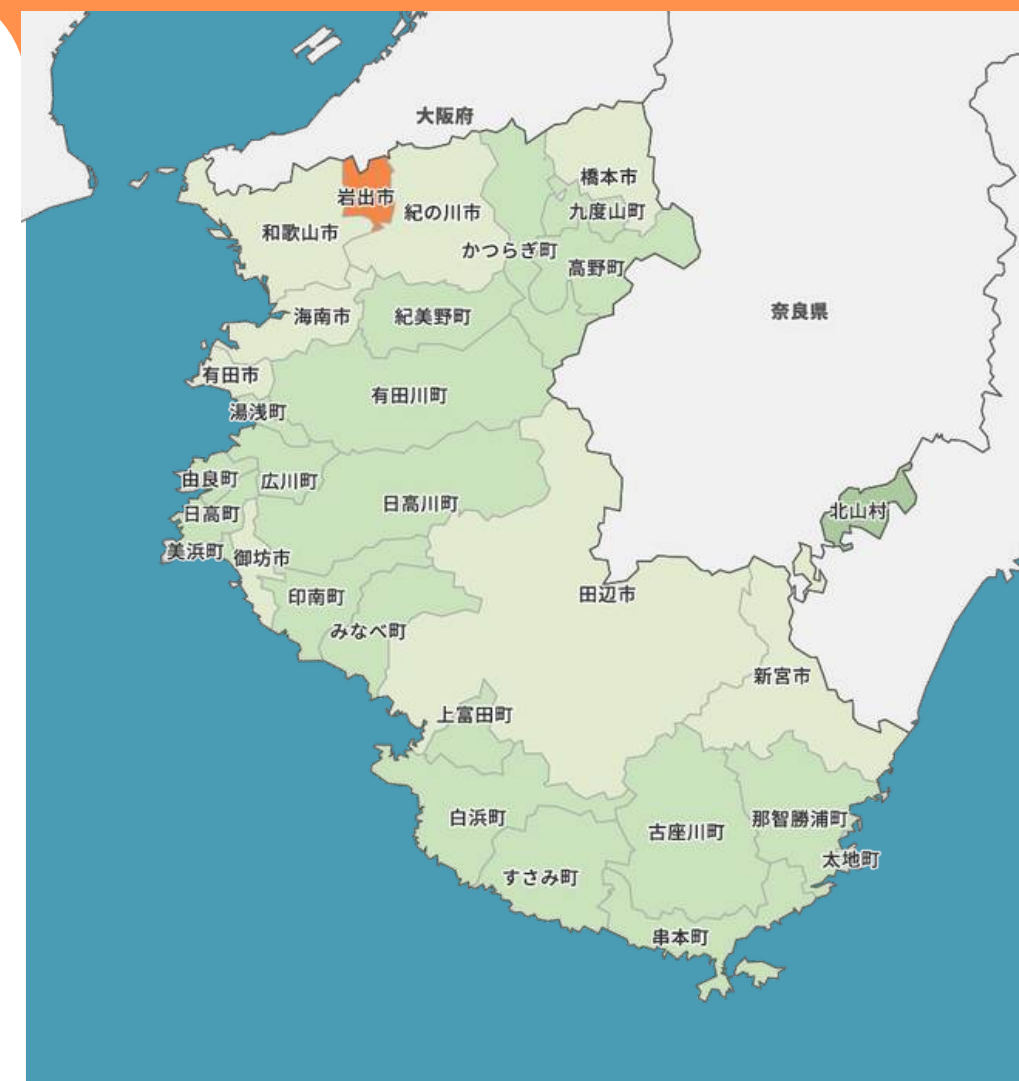 大阪府
橋本市
岩出市
紀の川市
九度山町
和歌山市
かつらぎ町
高野町
奈良県
海南市
紀美野町
有田市
有田川町
湯浅町
由良町
広川町
日高川町
北山村
日高町
美浜町
御坊市
印南町
田辺市
みなべ町
新宮市
上富田町
白浜町
那智勝浦町
古座川町
太地町
すさみ町
串本町